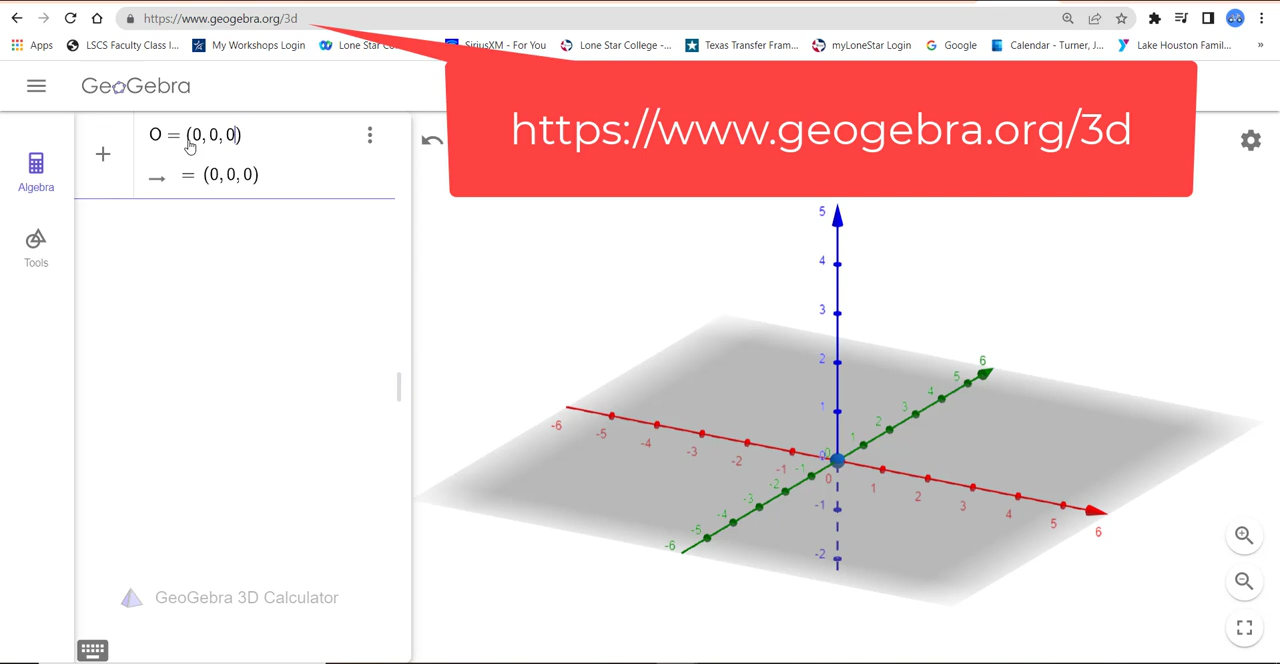 https://www.geogebra.org/3d
Apps
LSCS Faculty Class I...
My Workshops Login
Lone Star Co
SiriusXM - For You
Lone Star College -...
Texas Transfer Fram...
myLoneStar Login
Google
Calendar - Turner, J...
Lake Houston Famil...
»
GeoGebra
https://www.geogebra.org/3d
O = (0, 0, 0)
= (0, 0, 0)
Algebra
Tools
5
4
3
2
1
0
-1
-2
6
5
4
3
2
1
0
-1
-2
-3
-4
-5
-6
-6
-5
-4
-3
-2
-1
0
1
2
3
4
5
6
GeoGebra 3D Calculator